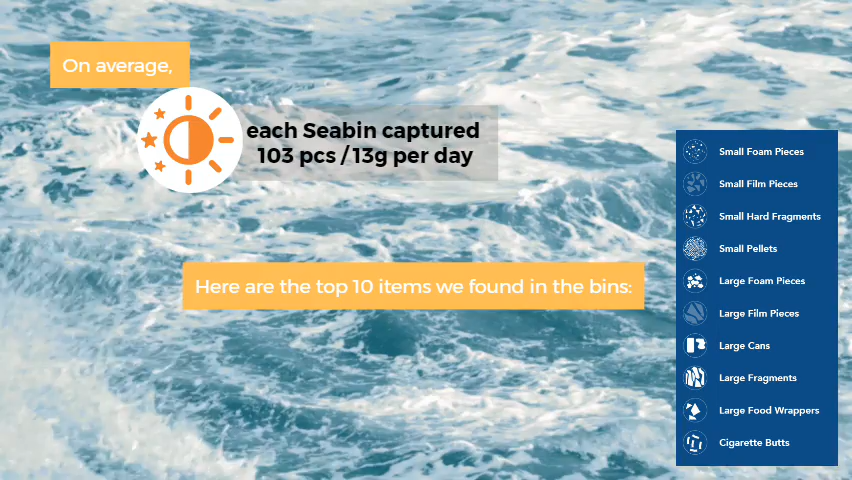 On average,
each Seabin captured
103 pcs / 13g per day
Here are the top 10 items we found in the bins:
Small Foam Pieces
Small Film Pieces
Small Hard Fragments
Small Pellets
Large Foam Pieces
Large Film Pieces
Large Cans
Large Fragments
Large Food Wrappers
Cigarette Butts